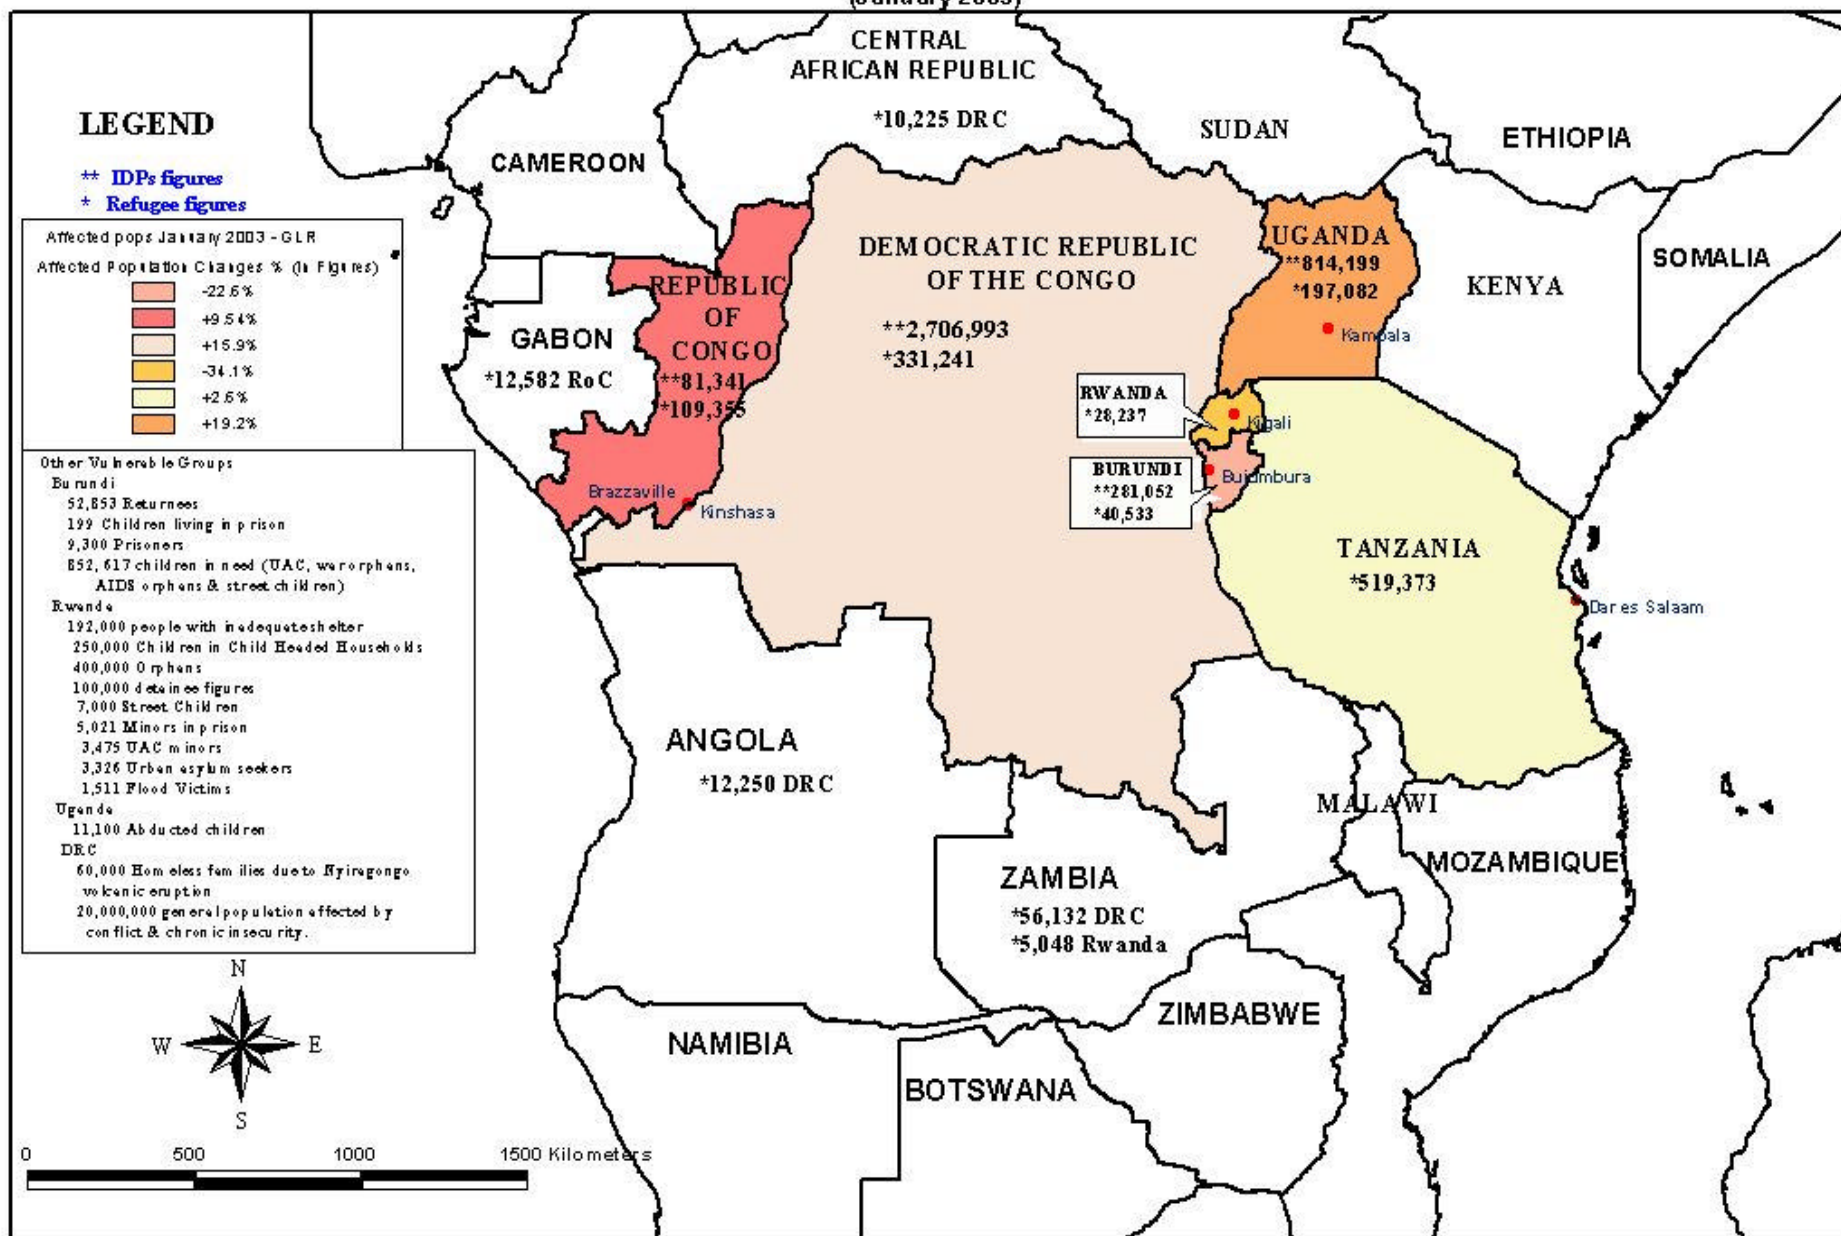 (January 2003)
LEGEND
** IDPs figures
* Refugee figures
Affected pops January 2003 - GLR
Affected Population Changes % (In Figures)
-22.6%
+9.54%
+15.9%
-34.1%
+2.6%
+19.2%
Other Vulnerable Groups
Burundi
52,853 Returnees
199 Children living in prison
9,300 Prisoners
852,617 children in need (UAC, war orphans,
AIDS orphans & street children)
Rwanda
192,000 people with inadequate shelter
250,000 Children in Child Headed Households
400,000 Orphans
100,000 detainee figures
7,000 Street Children
5,021 Minors in prison
3,475 UAC minors
3,326 Urban asylum seekers
1,511 Flood Victims
Uganda
11,100 Abducted children
DRC
60,000 Homeless families due to Nyiragongo
volcanic eruption
20,000,000 general population affected by
conflict & chronic insecurity.
N
W
E
S
0 500 1000 1500 Kilometers
CENTRAL
AFRICAN REPUBLIC
*10,225 DRC
CAMEROON
SUDAN
ETHIOPIA
SOMALIA
KENYA
UGANDA
**814,199
*197,082
Kampala
DEMOCRATIC REPUBLIC
OF THE CONGO
**2,706,993
*331,241
REPUBLIC
OF
CONGO
**81,341
*109,355
GABON
*12,582 RoC
Brazzaville
Kinshasa
RWANDA
*28,237
Kigali
BURUNDI
**281,052
*40,533
Bujumbura
TANZANIA
*519,373
Dar es Salaam
ANGOLA
*12,250 DRC
ZAMBIA
*56,132 DRC
*5,048 Rwanda
MALAWI
MOZAMBIQUE
ZIMBABWE
NAMIBIA
BOTSWANA